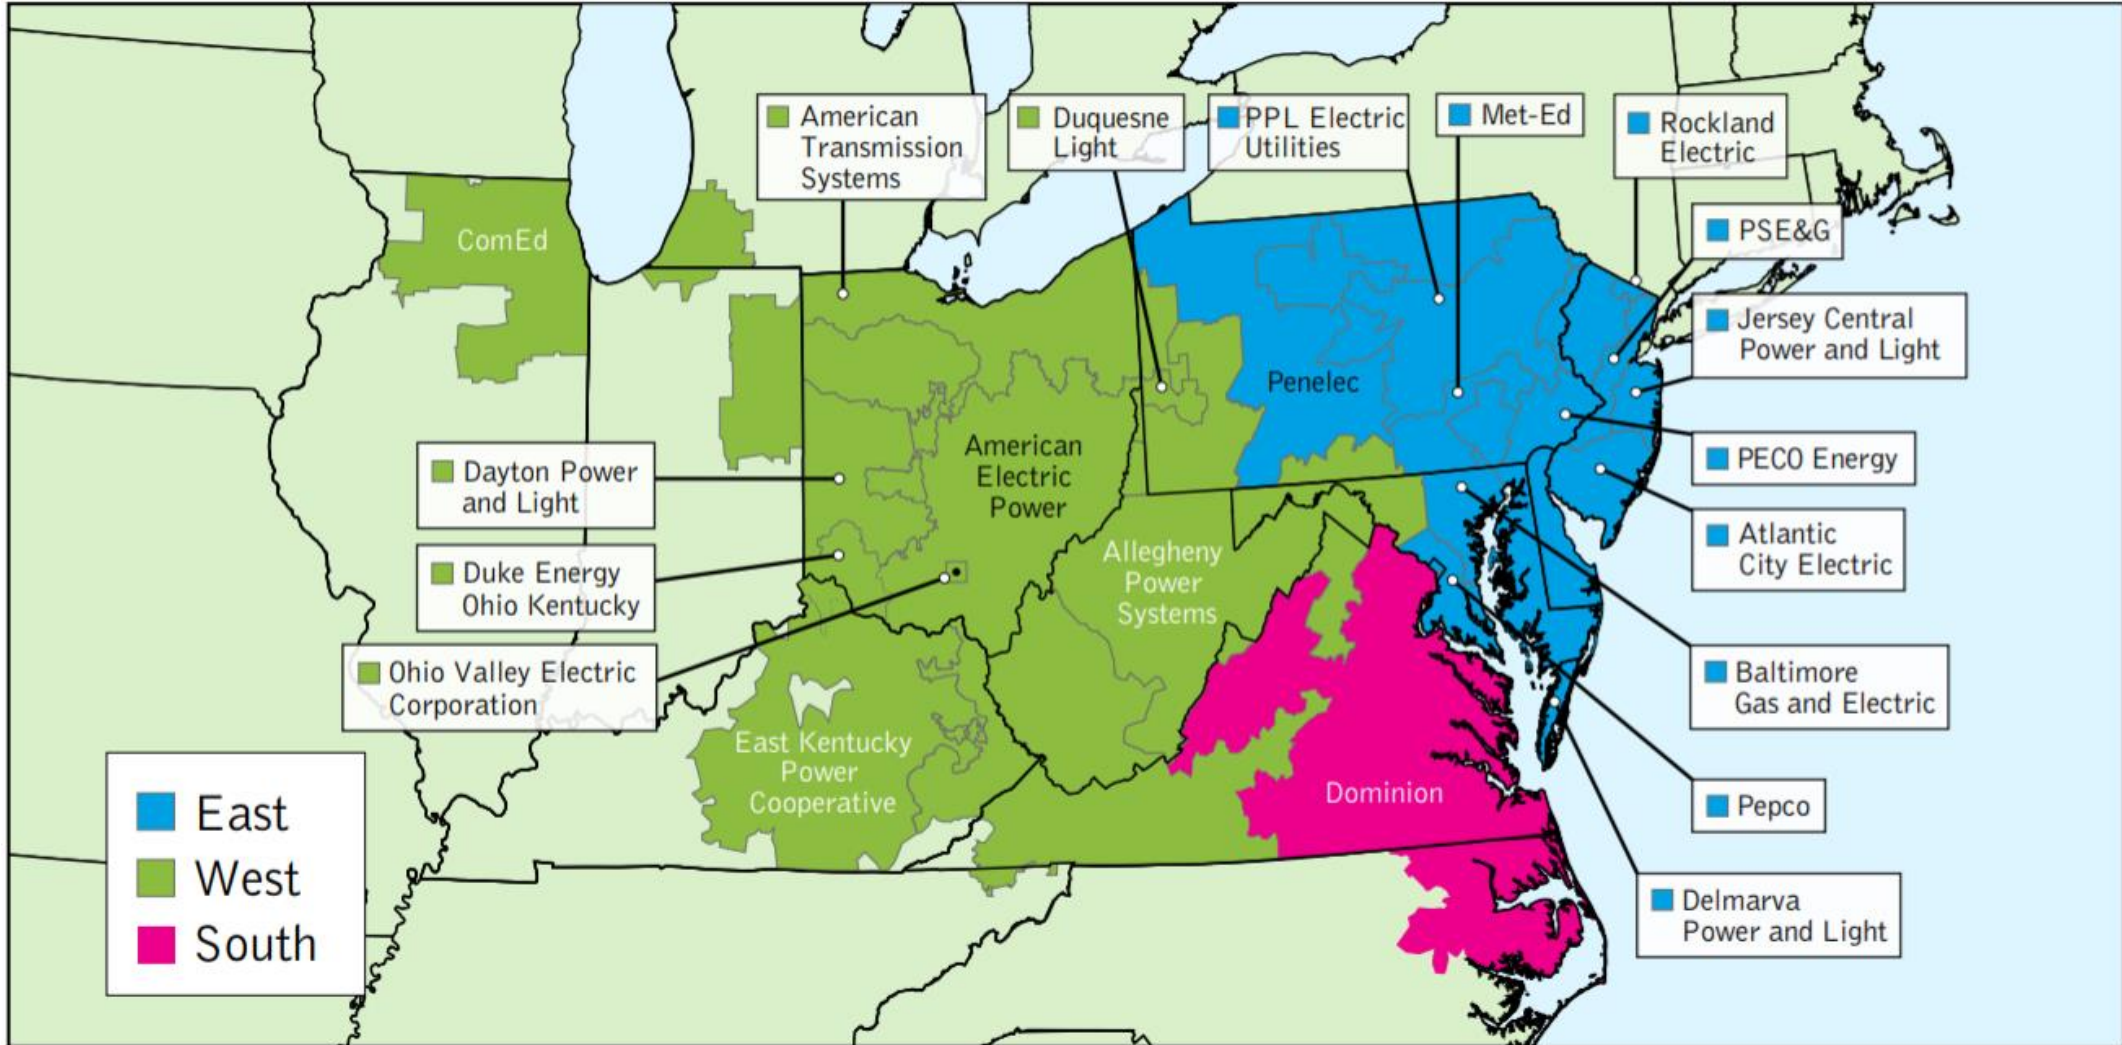 American
Transmission
Systems
Duquesne
Light
PPL Electric
Utilities
Met-Ed
Rockland
Electric
PSE&G
ComEd
Jersey Central
Power and Light
Penelec
American
Electric
Power
Dayton Power
and Light
PECO Energy
Atlantic
City Electric
Allegheny
Power
Systems
Duke Energy
Ohio Kentucky
Ohio Valley Electric
Corporation
Baltimore
Gas and Electric
East Kentucky
Power
Cooperative
Dominion
Pepco
Delmarva
Power and Light
East
West
South